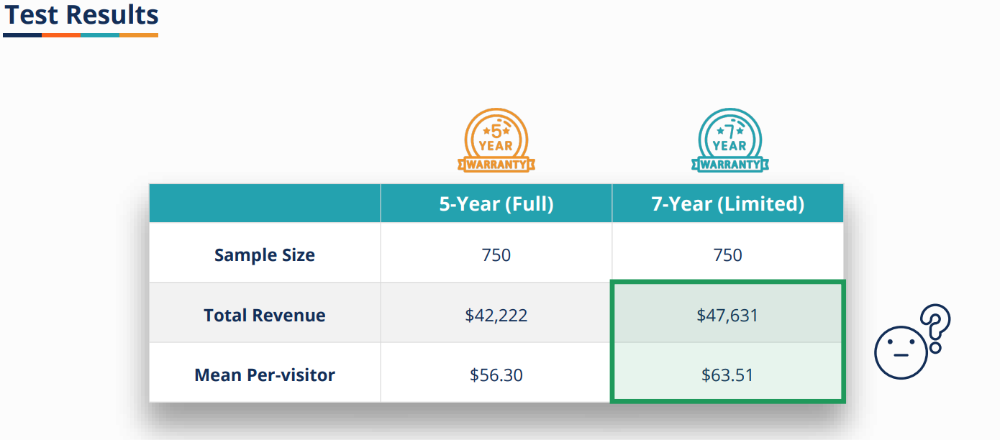 Test Results
5
YEAR
WARRANTY
7
YEAR
WARRANTY
5-Year (Full) 7-Year (Limited)
Sample Size 750 750
Total Revenue $42,222 $47,631
Mean Per-visitor $56.30 $63.51
?